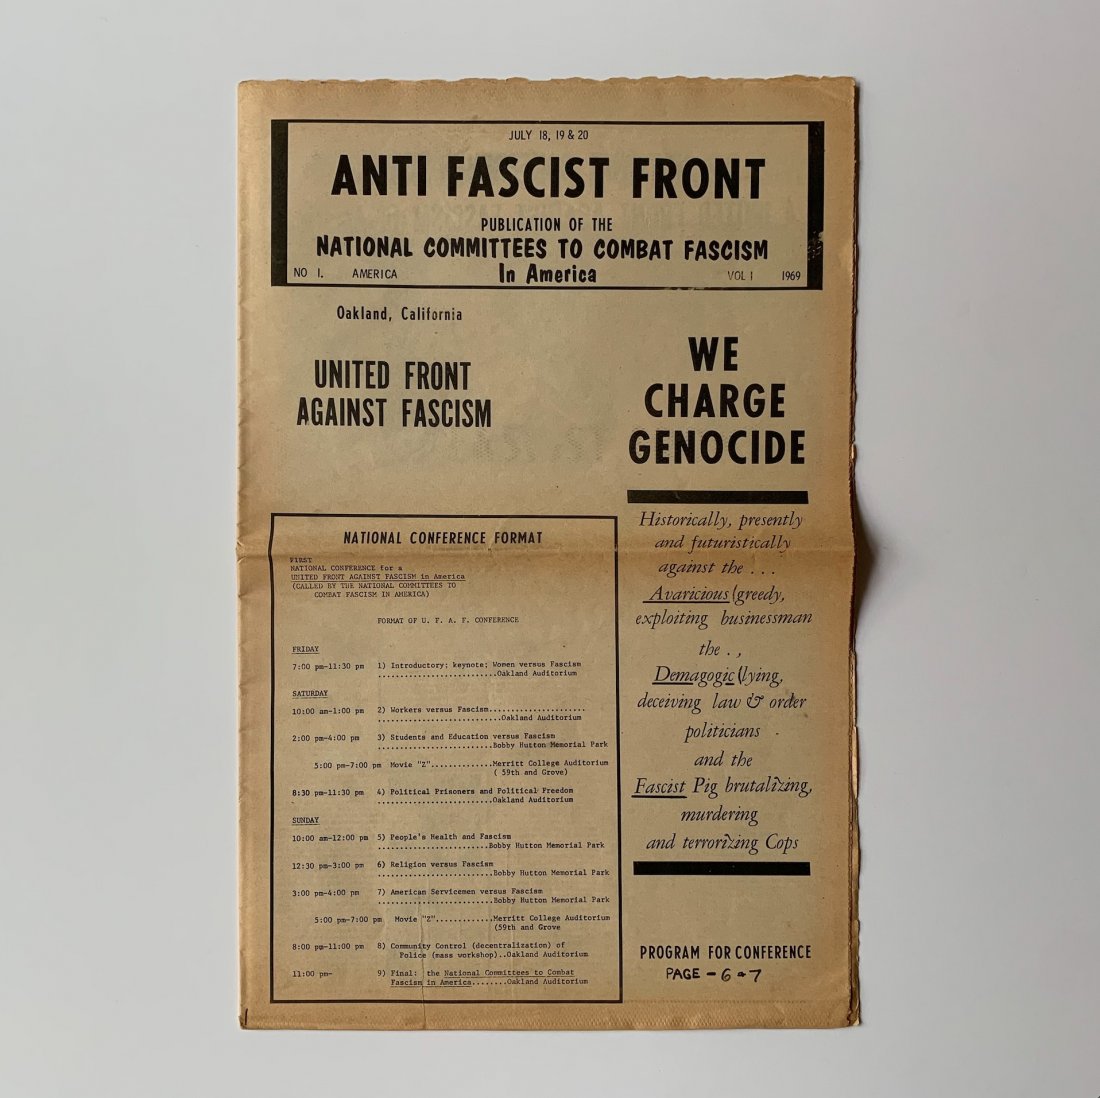 JULY 18, 19 & 20
ANTI FASCIST FRONT
PUBLICATION OF THE
NATIONAL COMMITTEES TO COMBAT FASCISM
NO 1. AMERICA In America VOL 1 1969
Oakland, California
UNITED FRONT
AGAINST FASCISM
NATIONAL CONFERENCE FORMAT
FIRST
NATIONAL CONFERENCE for a
UNITED FRONT AGAINST FASCISM in America
(CALLED BY THE NATIONAL COMMITTEES TO
COMBAT FASCISM IN AMERICA)
FORMAT OF U. F. A. F. CONFERENCE
FRIDAY
7:00 pm-11:30 pm 1) Introductory; keynote; Women versus Fascism
...........................Oakland Auditorium
SATURDAY
10:00 am-1:00 pm 2) Workers versus Fascism......................
............................Oakland Auditorium
2:00 pm-4:00 pm 3) Students and Education versus Fascism
..........................Bobby Hutton Memorial Park
5:00 pm-7:00 pm Movie "Z"..............Merritt College Auditorium
( 59th and Grove)
8:30 pm-11:30 pm 4) Political Prisoners and Political Freedom
..........................Oakland Auditorium
SUNDAY
10:00 am-12:00 pm 5) People's Health and Fascism
.........................Bobby Hutton Memorial Park
12:30 pm-3:00 pm 6) Religion versus Fascism
..........................Bobby Hutton Memorial Park
3:00 pm-4:00 pm 7) American Servicemen versus Fascism
..........................Bobby Hutton Memorial Park
5:00 pm-7:00 pm Movie "Z".............Merritt College Auditorium
(59th and Grove
8:00 pm-11:00 pm 8) Community Control (decentralization) of
Police (mass workshop)..Oakland Auditorium
11:00 pm- 9) Final: the National Committees to Combat
Fascism in America........Oakland Auditorium
WE
CHARGE
GENOCIDE
Historically, presently
and futuristically
against the . . .
Avaricious (greedy,
exploiting businessman
the . ,
Demagogic (lying,
deceiving law & order
politicians
and the
Fascist Pig brutalizing,
murdering
and terrorizing Cops
PROGRAM FOR CONFERENCE
PAGE - 6 & 7